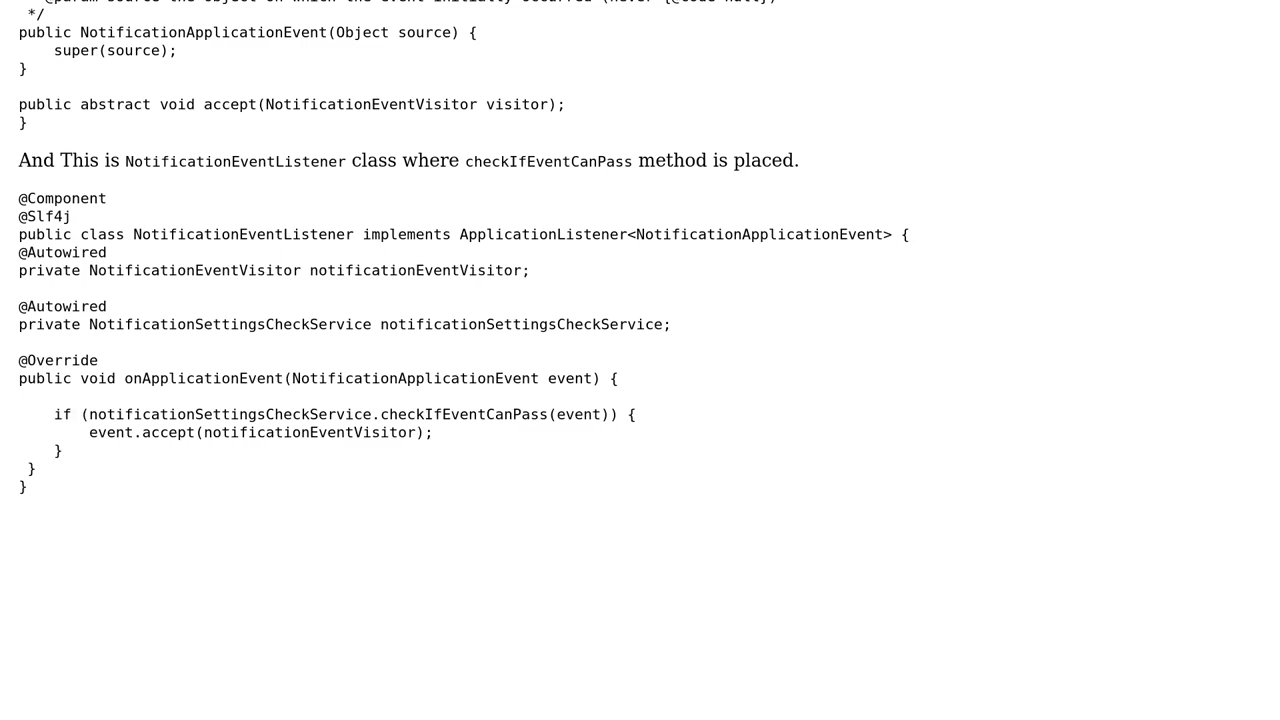 */
public NotificationApplicationEvent(Object source) {
    super(source);
}

public abstract void accept(NotificationEventVisitor visitor);
}

And This is NotificationEventListener class where checkIfEventCanPass method is placed.

@Component
@Slf4j
public class NotificationEventListener implements ApplicationListener<NotificationApplicationEvent> {
@Autowired
private NotificationEventVisitor notificationEventVisitor;

@Autowired
private NotificationSettingsCheckService notificationSettingsCheckService;

@Override
public void onApplicationEvent(NotificationApplicationEvent event) {

    if (notificationSettingsCheckService.checkIfEventCanPass(event)) {
        event.accept(notificationEventVisitor);
    }
 }
}